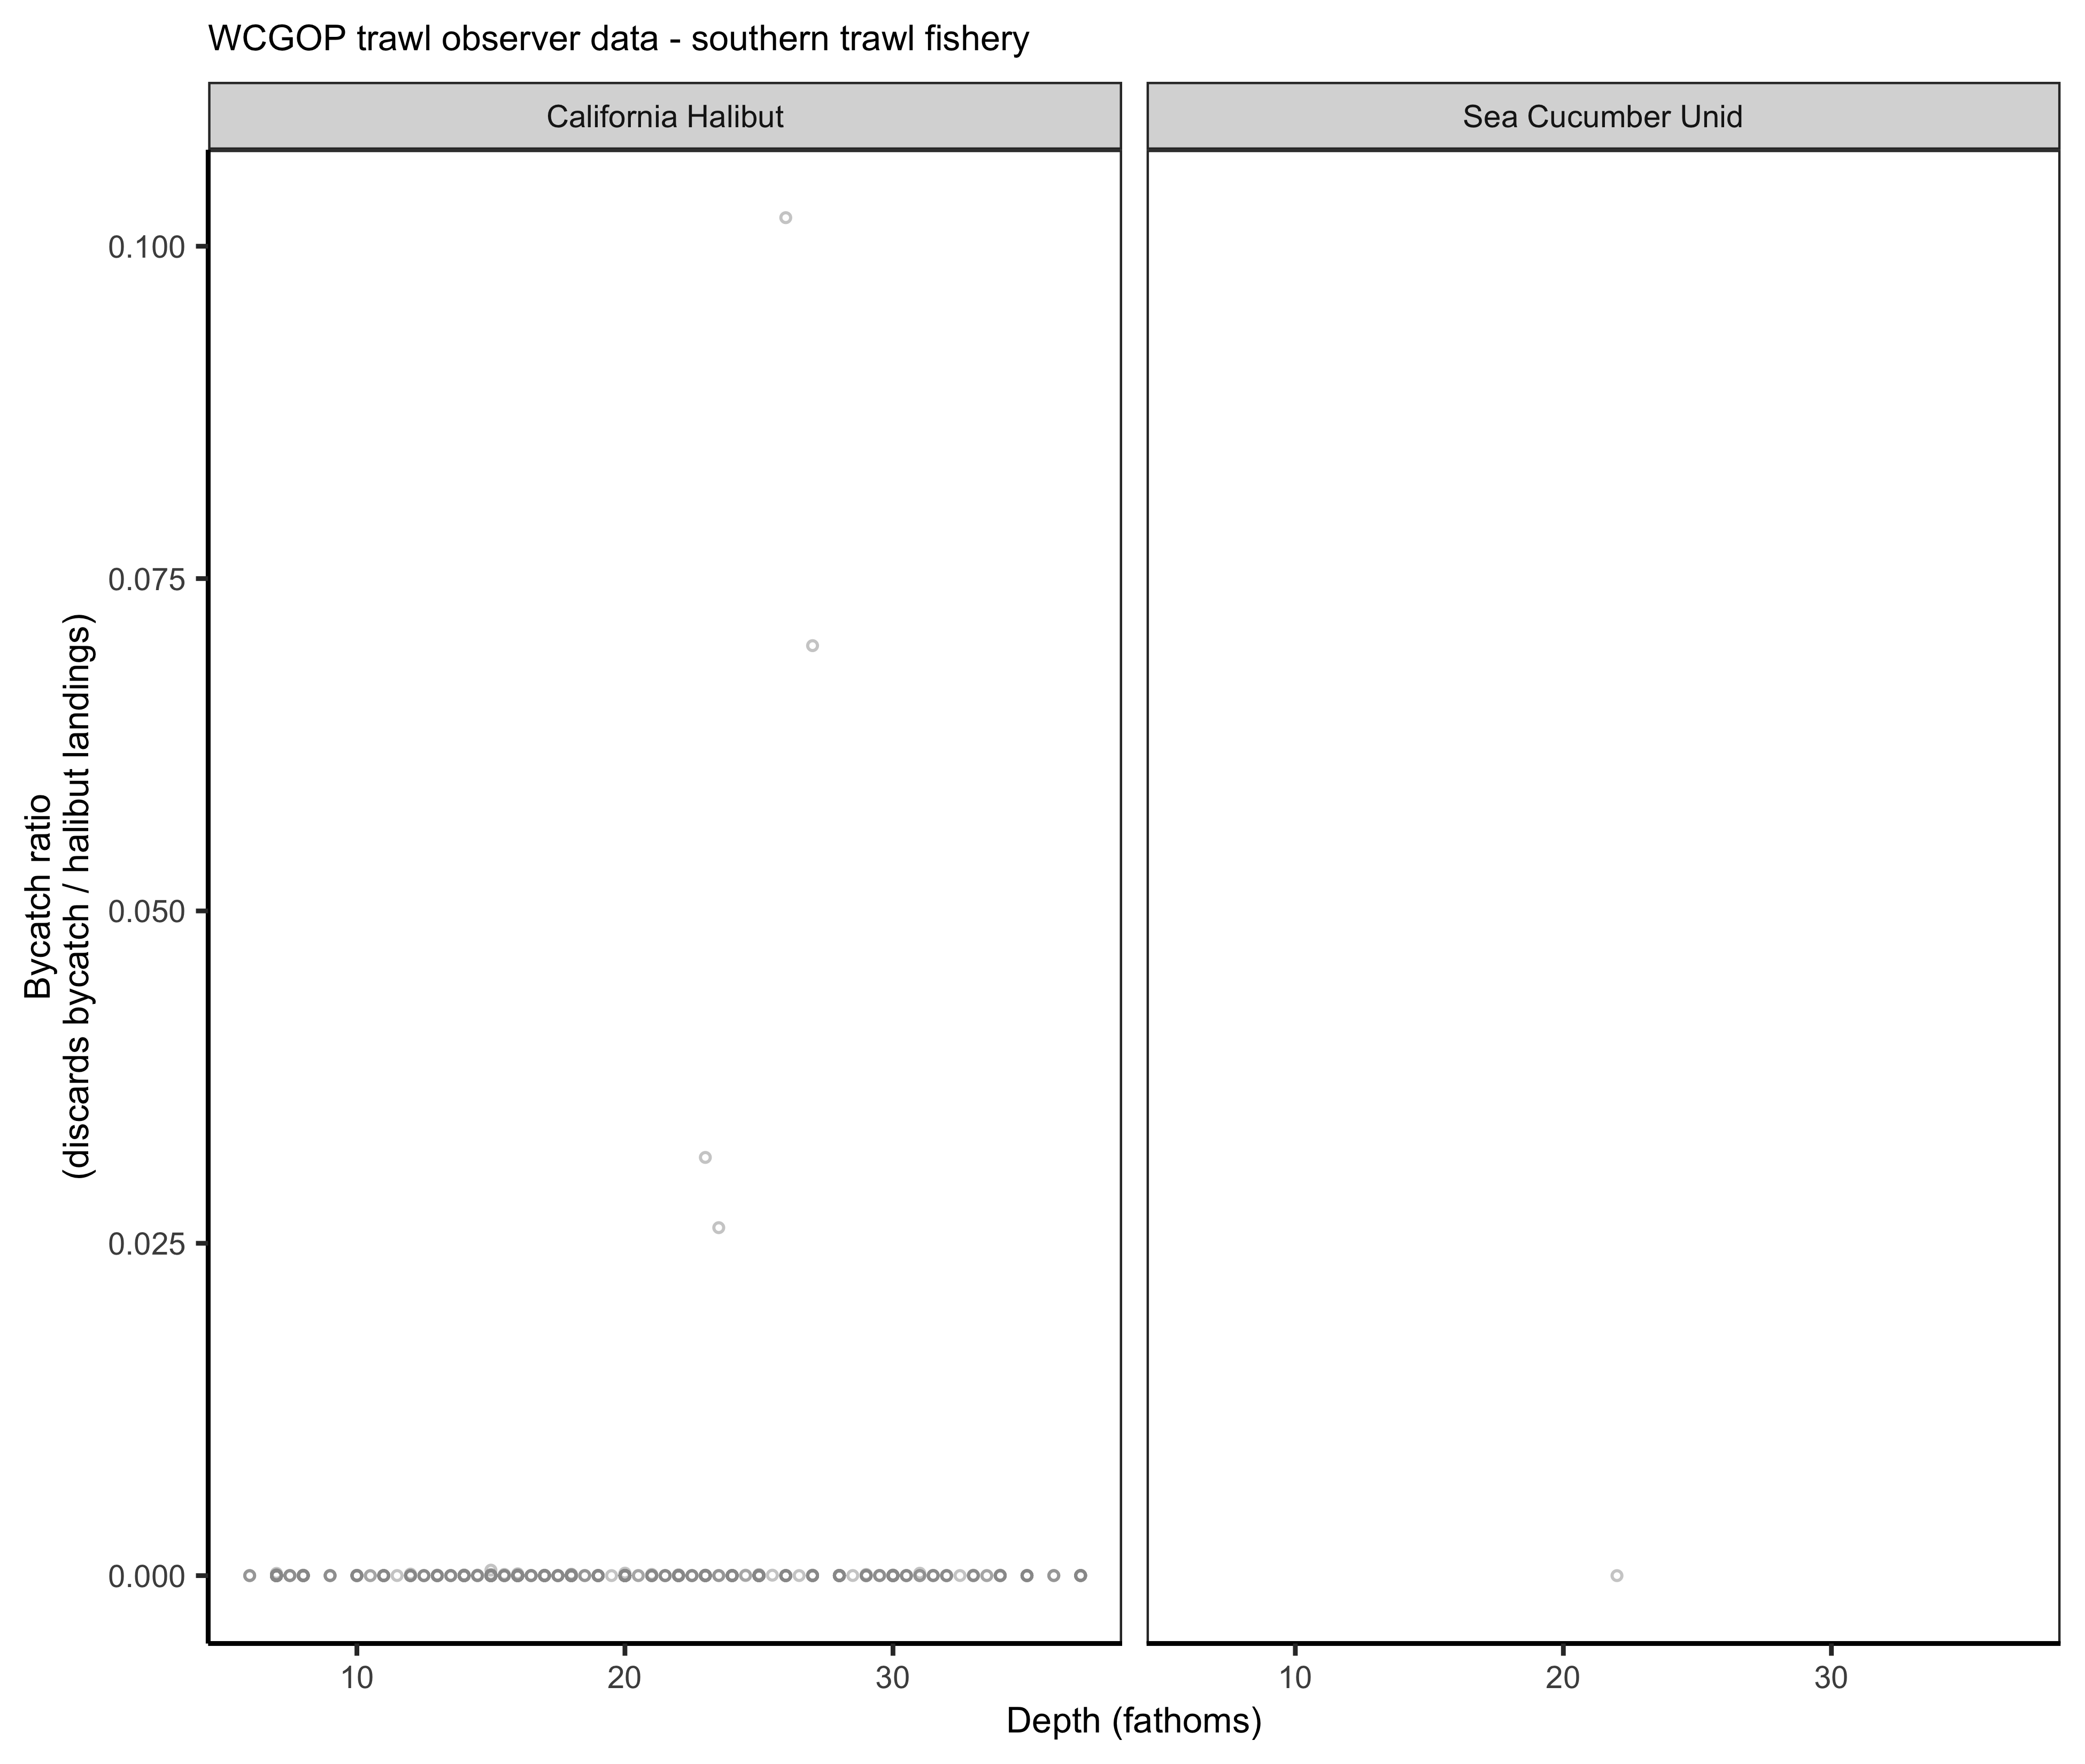 WCGOP trawl observer data - southern trawl fishery
California Halibut
Sea Cucumber Unid
Bycatch ratio
(discards bycatch / halibut landings)
0.100
0.075
0.050
0.025
0.000
10 20 30
10 20 30
Depth (fathoms)